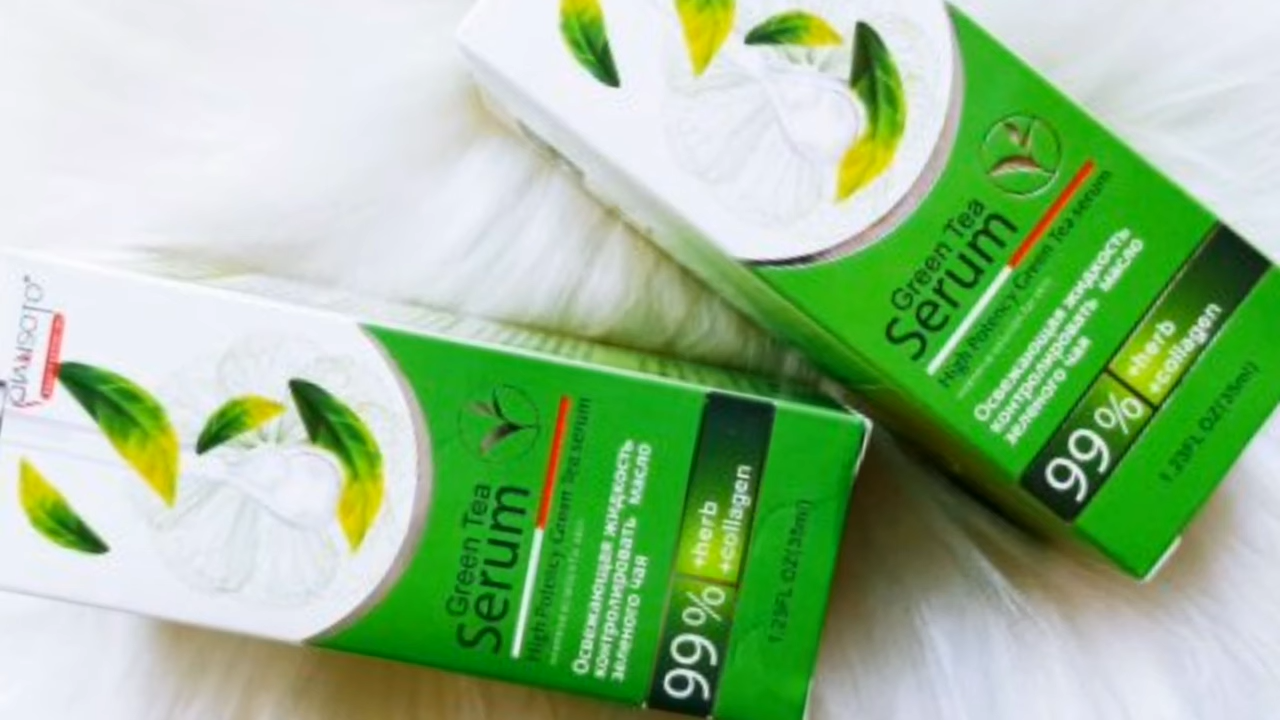 Green Tea
Serum
High Potency Green Tea serum
Освежающая жидкость
контролировать масло
зеленого чая
99% +herb
+collagen
1.23FL OZ(35ml)
Green Tea
Serum
High Potency Green Tea serum
Освежающая жидкость
контролировать масло
зеленого чая
99% +herb
+collagen
1.23FL OZ(35ml)